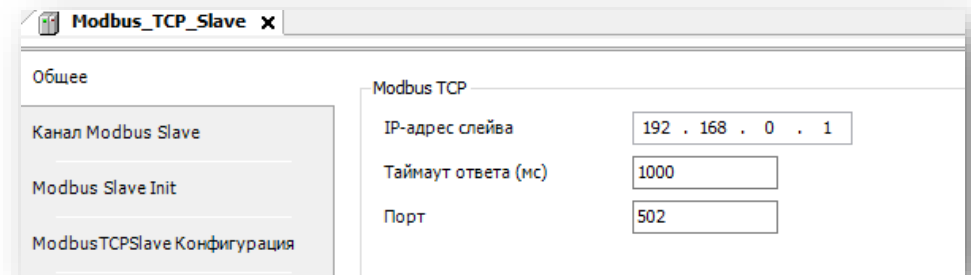 Modbus_TCP_Slave x
Общее
Канал Modbus Slave
Modbus Slave Init
ModbusTCPSlave Конфигурация
Modbus TCP
IP-адрес слейва 192 . 168 . 0 . 1
Таймаут ответа (мс) 1000
Порт 502